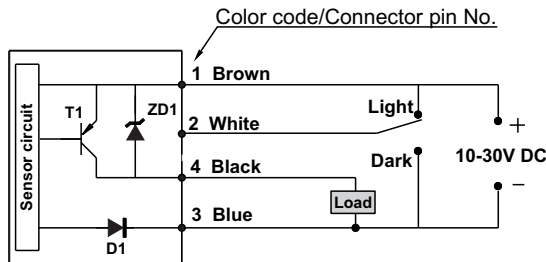 Color code/Connector pin No.
1 Brown
T1
ZD1
Light
2 White
+
Sensor circuit
10-30V DC
Dark
4 Black
−
Load
3 Blue
D1